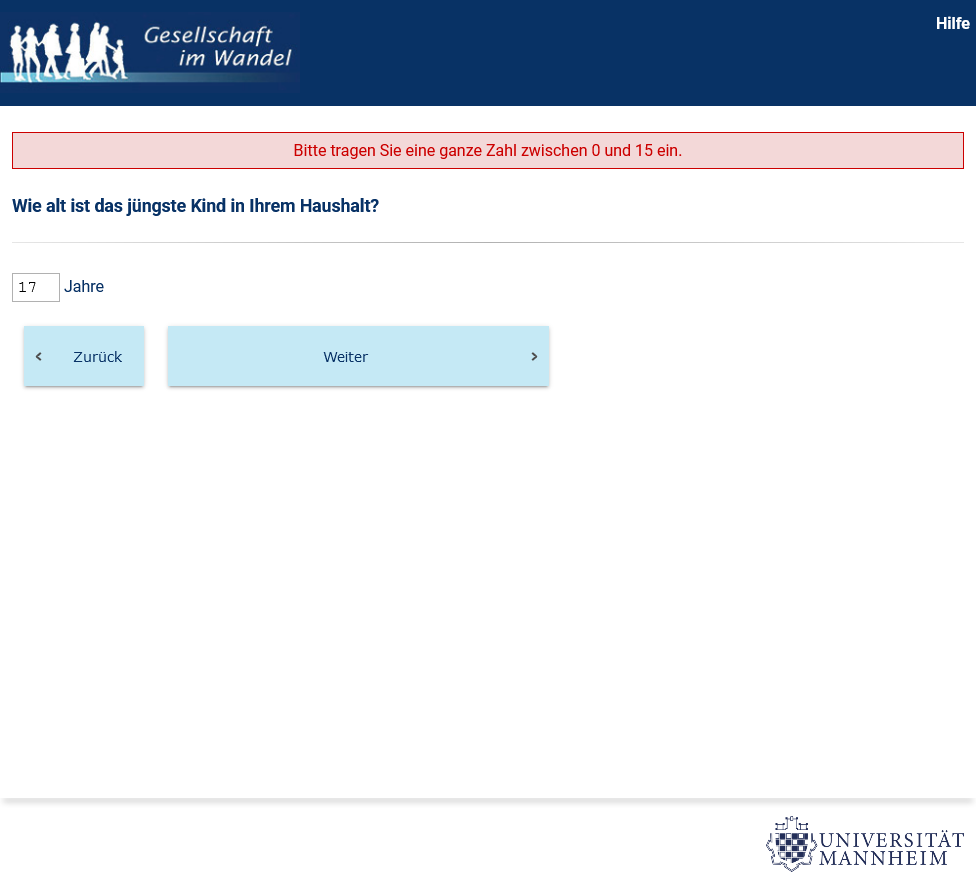 Gesellschaft
im Wandel
Hilfe
Bitte tragen Sie eine ganze Zahl zwischen 0 und 15 ein.
Wie alt ist das jüngste Kind in Ihrem Haushalt?
17 Jahre
Zurück
Weiter
UNIVERSITÄT
MANNHEIM